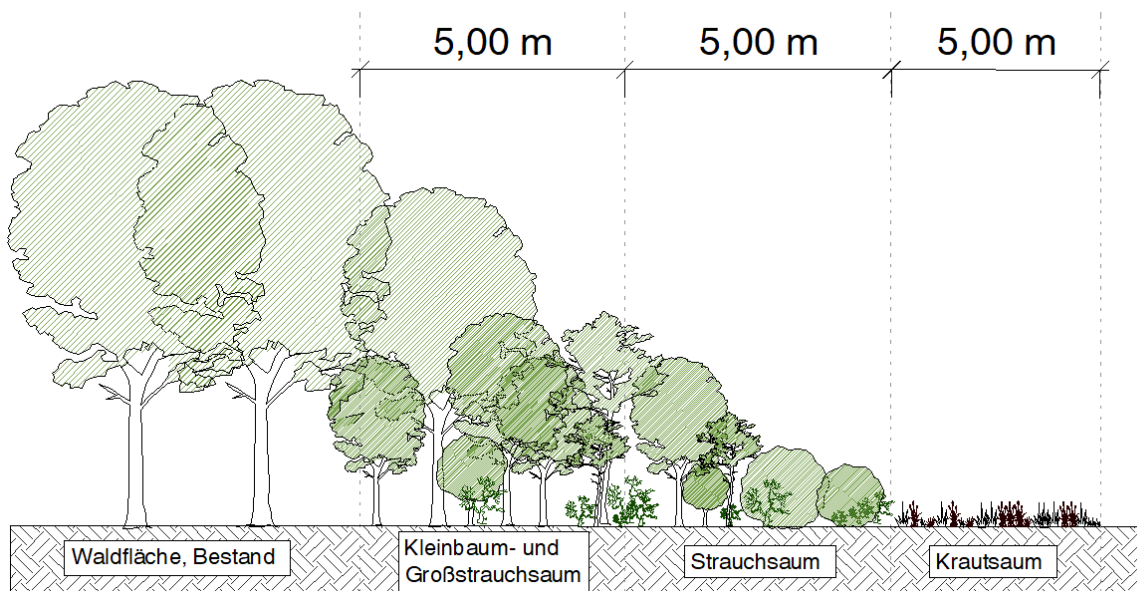 5,00 m
5,00 m
5,00 m
Waldfläche, Bestand
Kleinbaum- und
Großstrauchsaum
Strauchsaum
Krautsaum